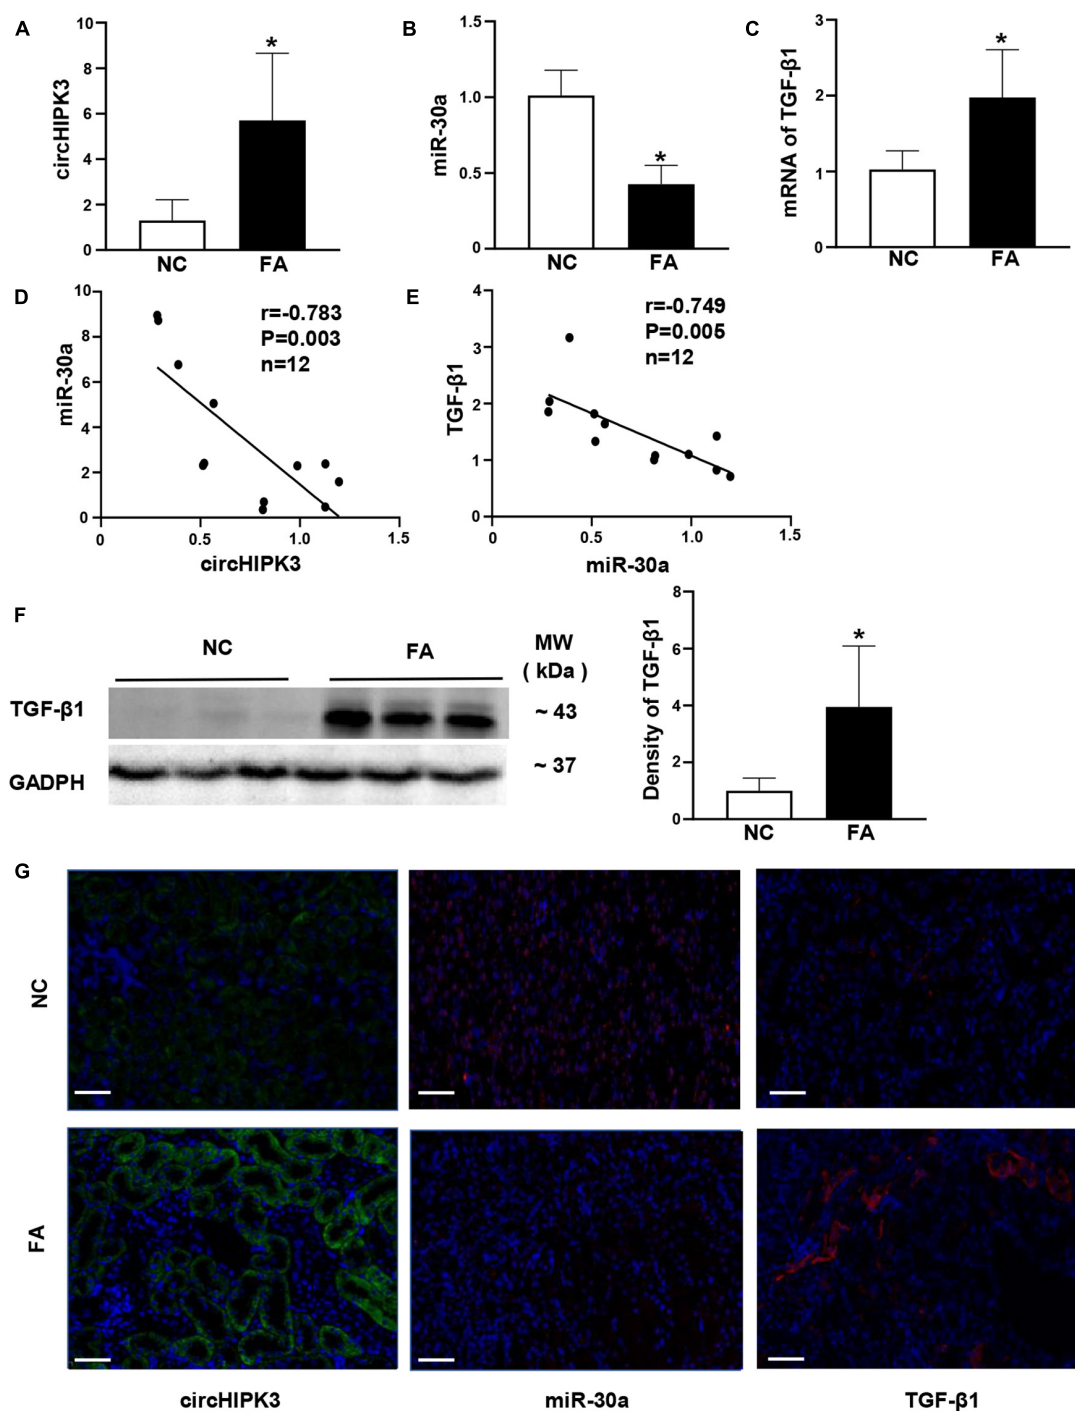 A
circHIPK3
10
8
6
4
2
0
*
NC
FA
B
miR-30a
1.5
1.0
0.5
0
*
NC
FA
C
mRNA of TGF-β1
3
2
1
0
*
NC
FA
D
miR-30a
10
8
6
4
2
0
r=-0.783
P=0.003
n=12
0
0.5
1.0
1.5
circHIPK3
E
TGF-β1
4
3
2
1
0
r=-0.749
P=0.005
n=12
0
0.5
1.0
1.5
miR-30a
F
NC
FA
MW
( kDa )
TGF-β1
~ 43
GADPH
~ 37
Density of TGF-β1
8
6
4
2
0
*
NC
FA
G
NC
FA
circHIPK3
miR-30a
TGF-β1